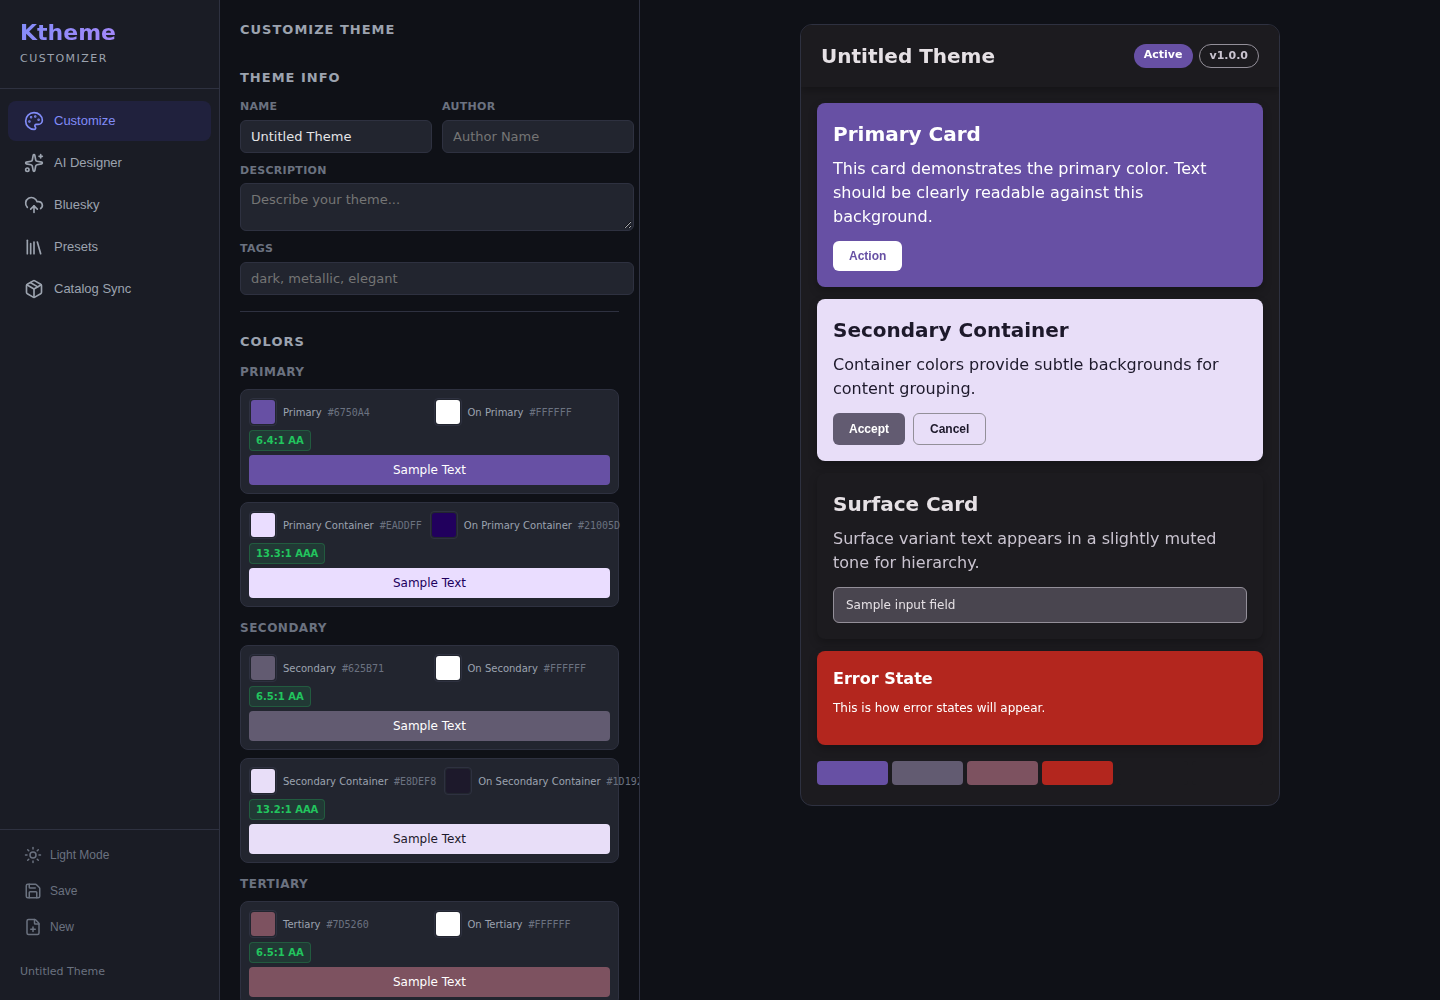 Ktheme
CUSTOMIZER
Customize
AI Designer
Bluesky
Presets
Catalog Sync
Light Mode
Save
New
Untitled Theme
CUSTOMIZE THEME
THEME INFO
NAME
AUTHOR
Untitled Theme
Author Name
DESCRIPTION
Describe your theme...
TAGS
dark, metallic, elegant
COLORS
PRIMARY
Primary #6750A4
On Primary #FFFFFF
6.4:1 AA
Sample Text
Primary Container #EADDFF
On Primary Container #21005D
13.3:1 AAA
Sample Text
SECONDARY
Secondary #625B71
On Secondary #FFFFFF
6.5:1 AA
Sample Text
Secondary Container #E8DEF8
On Secondary Container #1D192
13.2:1 AAA
Sample Text
TERTIARY
Tertiary #7D5260
On Tertiary #FFFFFF
6.5:1 AA
Sample Text
Untitled Theme
Active
v1.0.0
Primary Card
This card demonstrates the primary color. Text
should be clearly readable against this
background.
Action
Secondary Container
Container colors provide subtle backgrounds for
content grouping.
Accept
Cancel
Surface Card
Surface variant text appears in a slightly muted
tone for hierarchy.
Sample input field
Error State
This is how error states will appear.